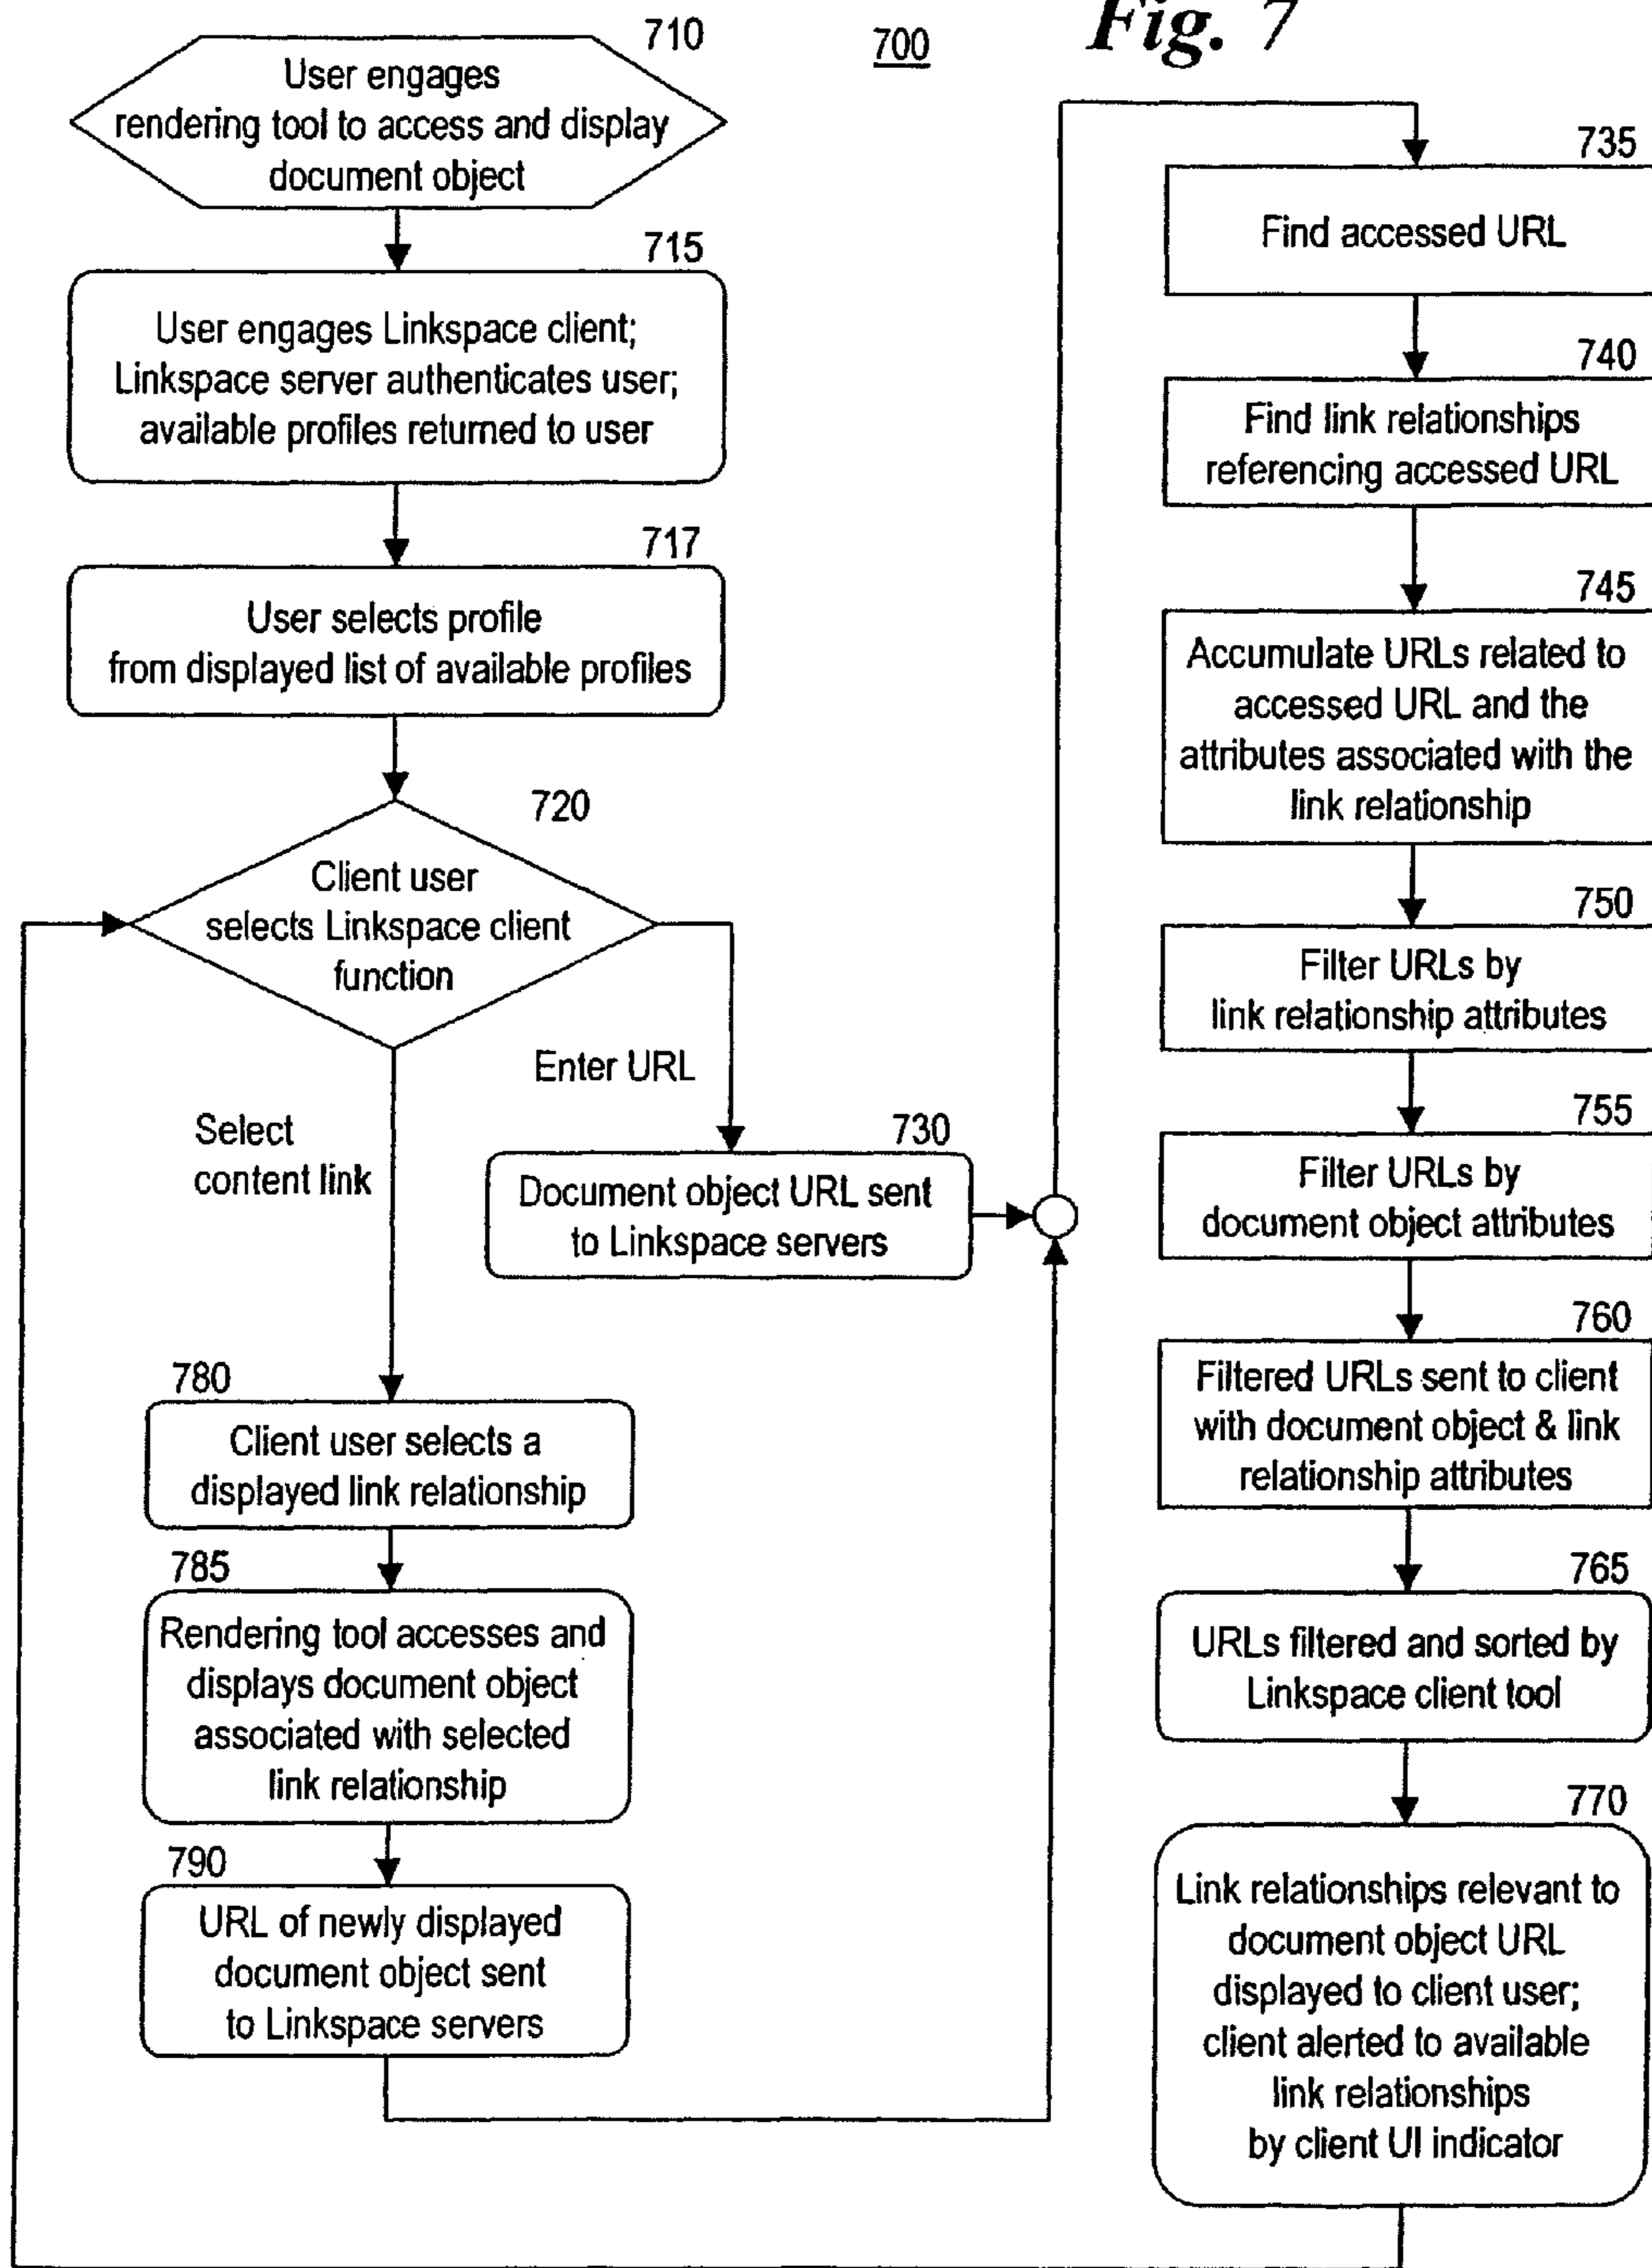 Fig. 7
700
710
User engages
rendering tool to access and display
document object
715
User engages Linkspace client;
Linkspace server authenticates user;
available profiles returned to user
717
User selects profile
from displayed list of available profiles
720
Client user
selects Linkspace client
function
Enter URL
Select
content link
730
Document object URL sent
to Linkspace servers
780
Client user selects a
displayed link relationship
785
Rendering tool accesses and
displays document object
associated with selected
link relationship
790
URL of newly displayed
document object sent
to Linkspace servers
735
Find accessed URL
740
Find link relationships
referencing accessed URL
745
Accumulate URLs related to
accessed URL and the
attributes associated with the
link relationship
750
Filter URLs by
link relationship attributes
755
Filter URLs by
document object attributes
760
Filtered URLs sent to client
with document object & link
relationship attributes
765
URLs filtered and sorted by
Linkspace client tool
770
Link relationships relevant to
document object URL
displayed to client user;
client alerted to available
link relationships
by client UI indicator